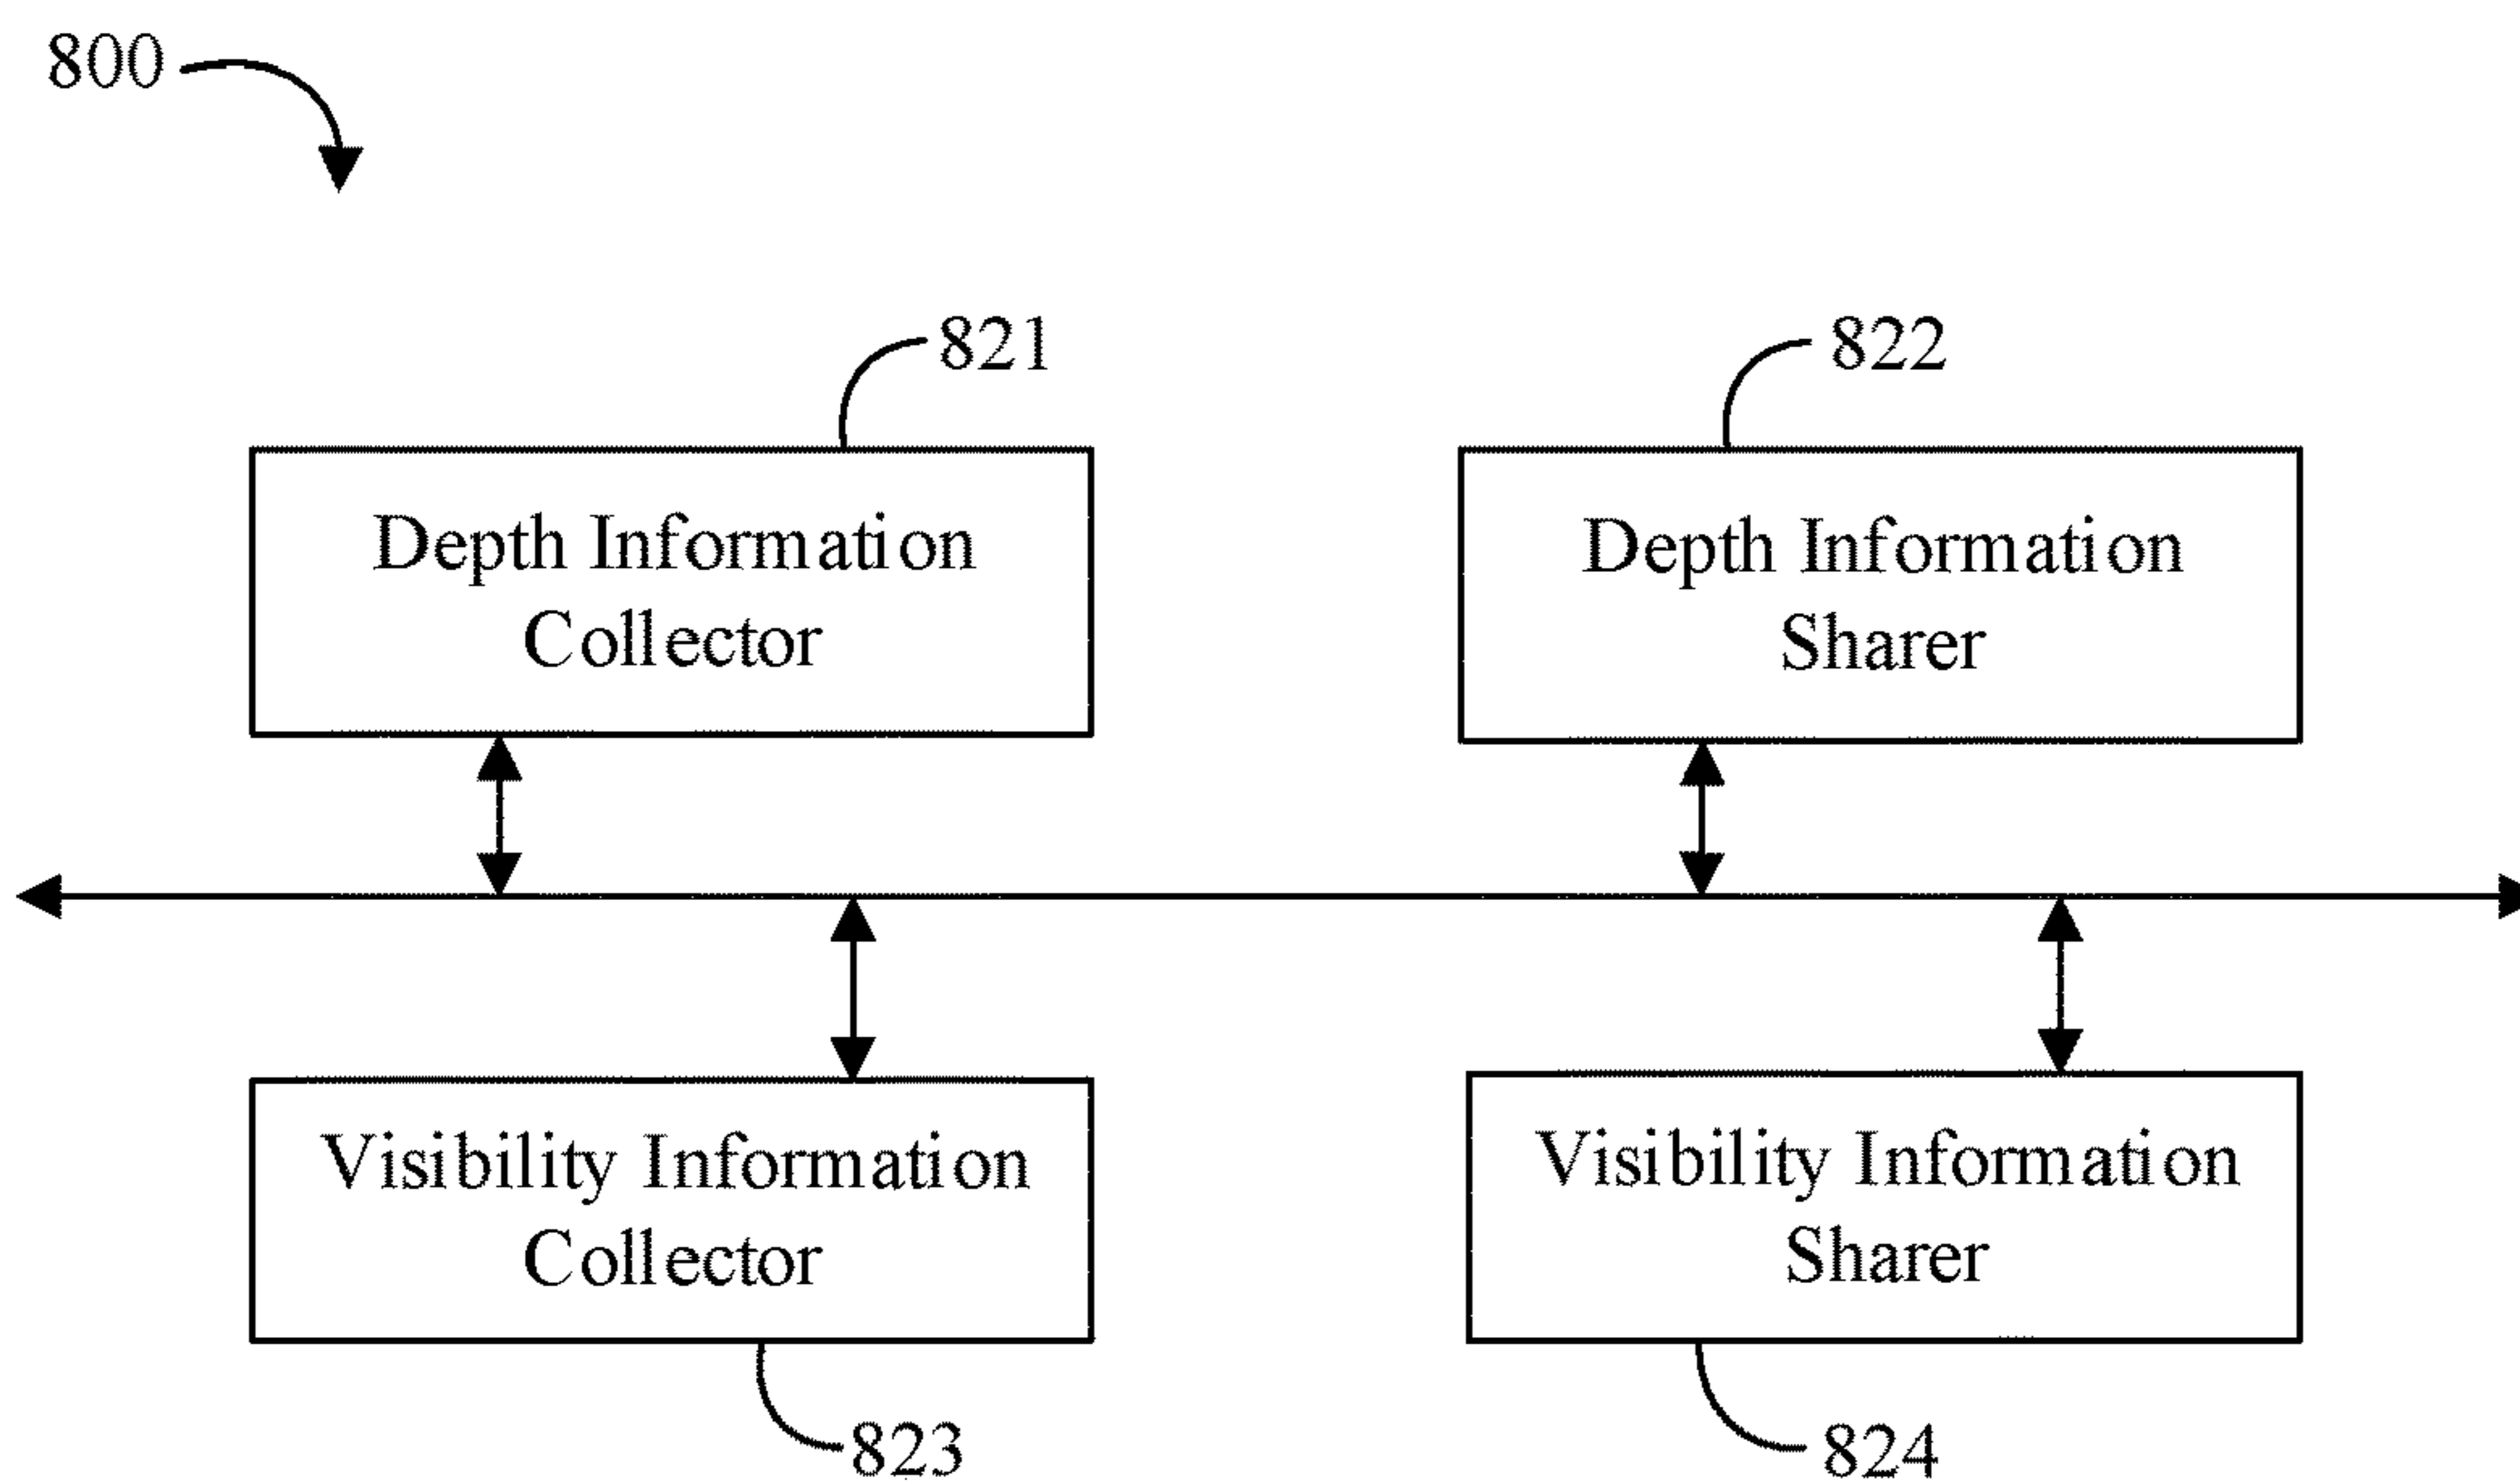 800
821
822
Depth Information
Collector
Depth Information
Sharer
Visibility Information
Collector
Visibility Information
Sharer
823
824